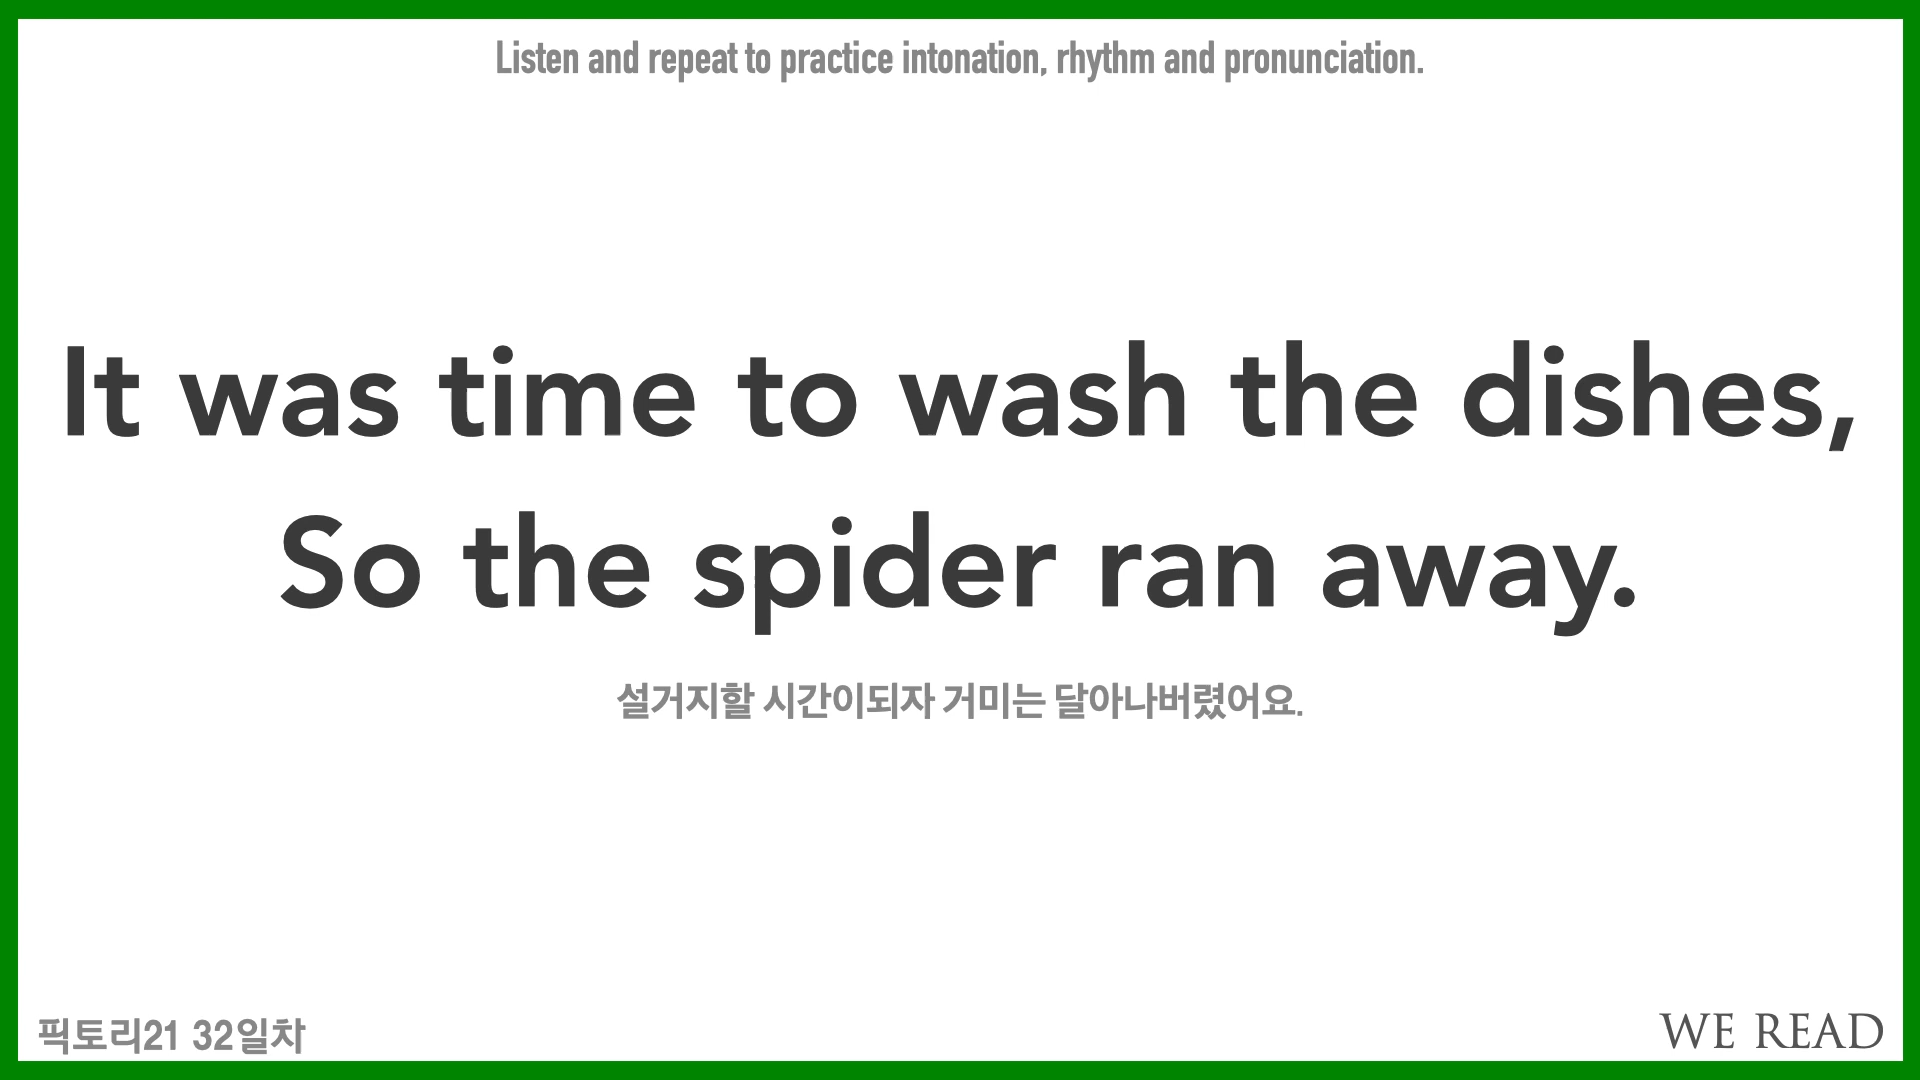 Listen and repeat to practice intonation, rhythm and pronunciation.
It was time to wash the dishes,
So the spider ran away.
설거지할 시간이되자 거미는 달아나버렸어요.
픽토리21 32일차
WE READ